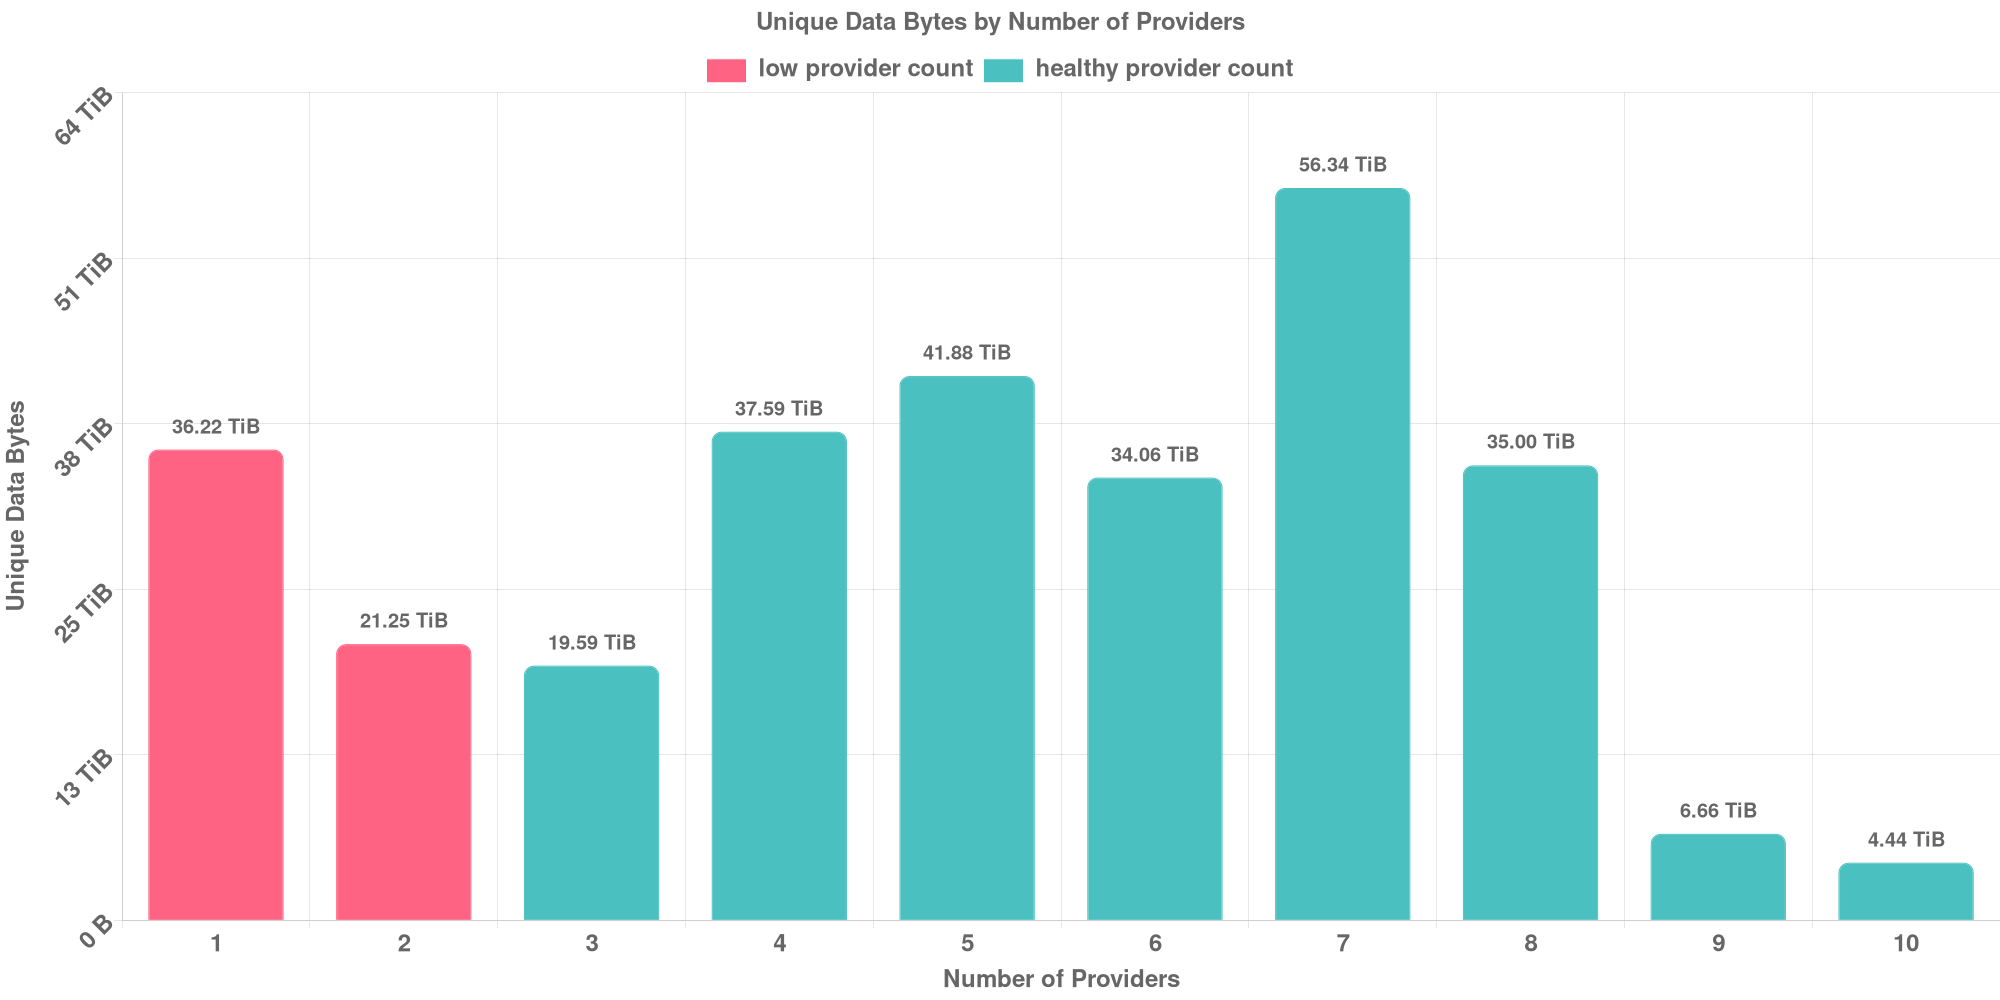 Unique Data Bytes by Number of Providers
low provider count healthy provider count
64 TiB
51 TiB
38 TiB
25 TiB
13 TiB
0 B
Unique Data Bytes
36.22 TiB
21.25 TiB
19.59 TiB
37.59 TiB
41.88 TiB
34.06 TiB
56.34 TiB
35.00 TiB
6.66 TiB
4.44 TiB
1 2 3 4 5 6 7 8 9 10
Number of Providers